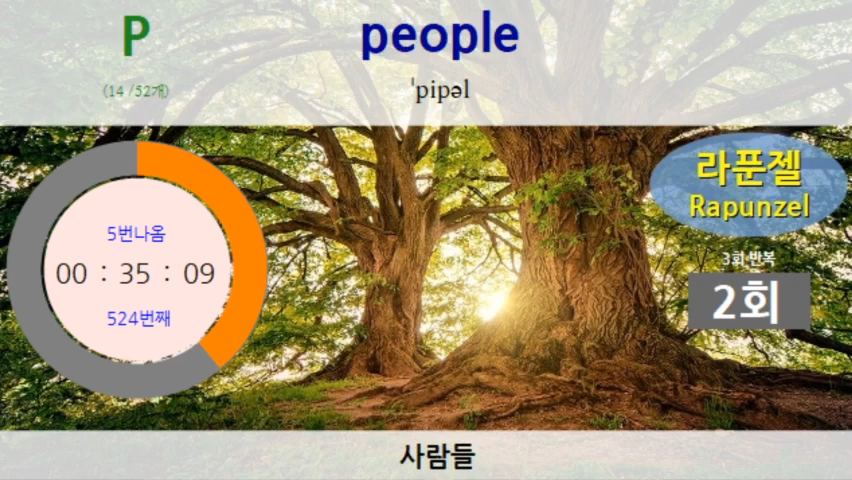 P
people
(14 /52개)
ˈpipəl
라푼젤
Rapunzel
5번나옴
00 : 35 : 09
524번째
3회 반복
2회
사람들